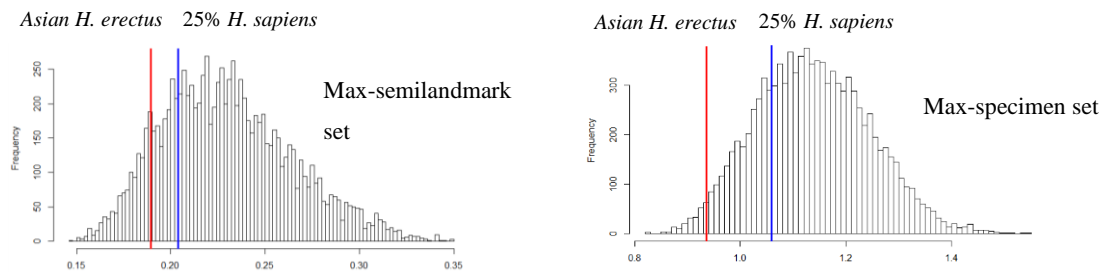 Asian H. erectus 25% H. sapiens
Max-semilandmark
set
Frequency
0 50 100 150 200 250
0.15 0.20 0.25 0.30 0.35
Asian H. erectus 25% H. sapiens
Max-specimen set
Frequency
0 100 200 300
0.8 1.0 1.2 1.4